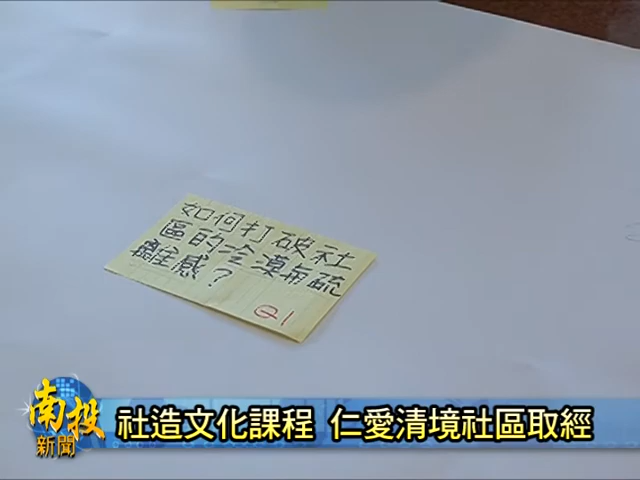 如何打破社
區的冷漠與疏
離感？
Q1
南投
新聞
社造文化課程 仁愛清境社區取經